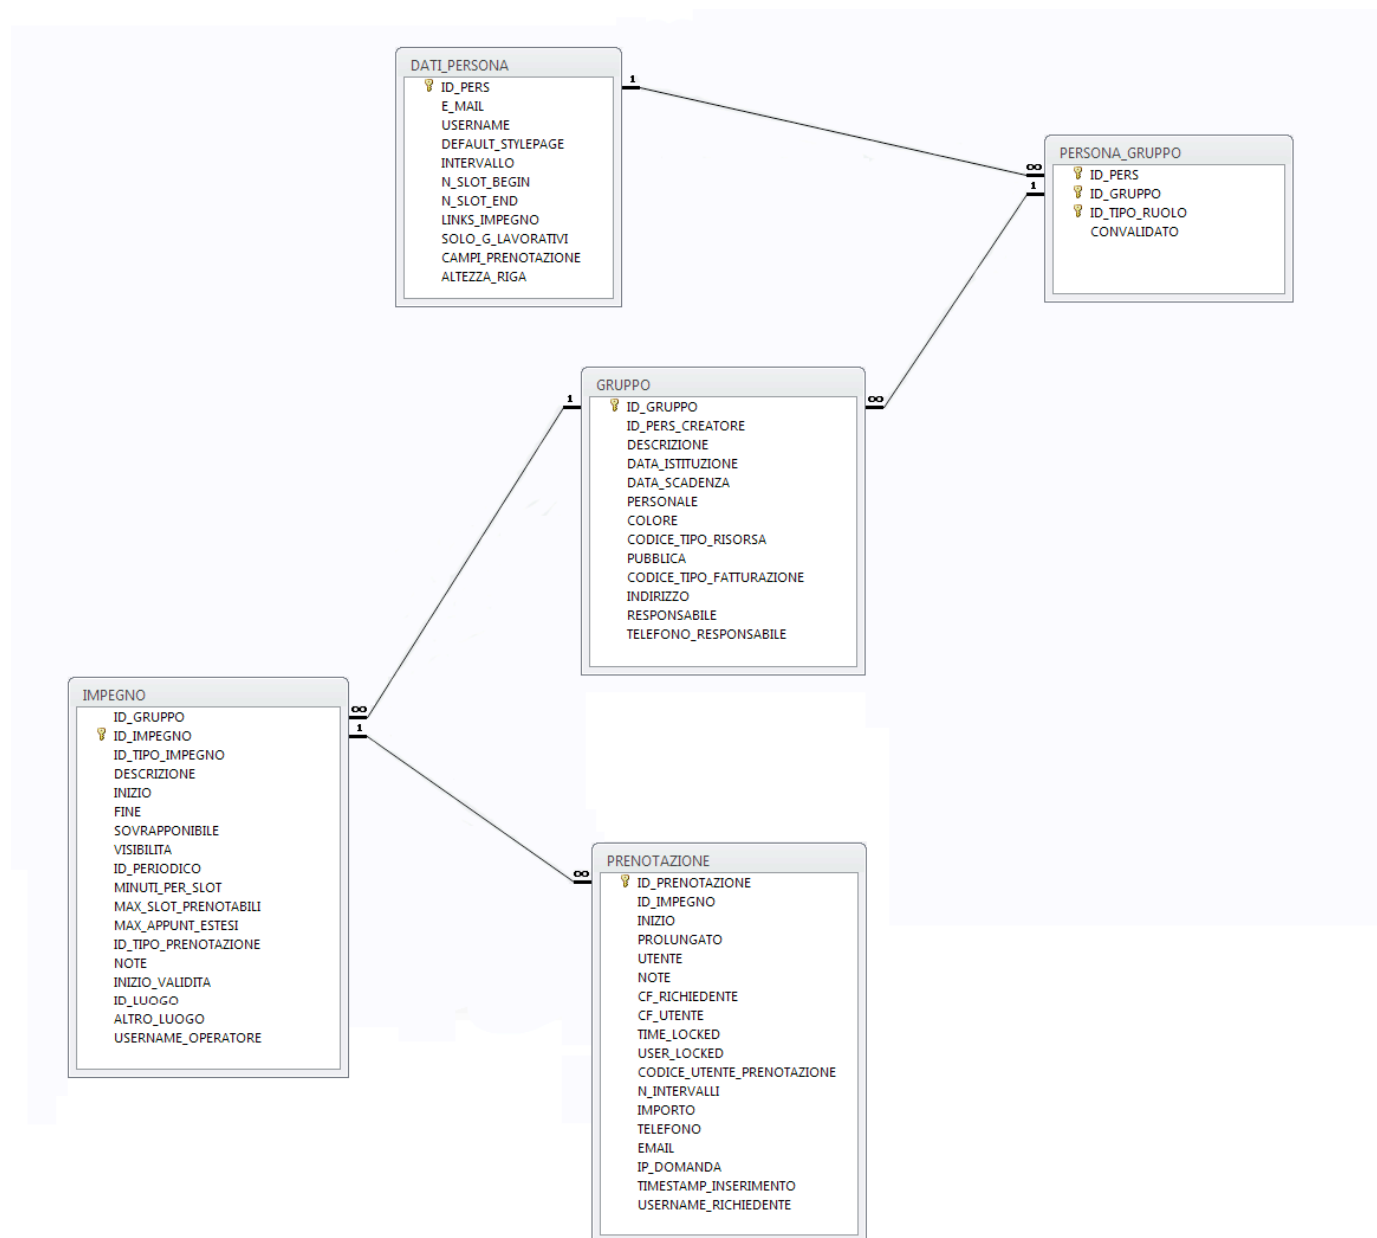 DATI_PERSONA
ID_PERS
E_MAIL
USERNAME
DEFAULT_STYLEPAGE
INTERVALLO
N_SLOT_BEGIN
N_SLOT_END
LINKS_IMPEGNO
SOLO_G_LAVORATIVI
CAMPI_PRENOTAZIONE
ALTEZZA_RIGA
1
∞
1
PERSONA_GRUPPO
ID_PERS
ID_GRUPPO
ID_TIPO_RUOLO
CONVALIDATO
1
∞
GRUPPO
ID_GRUPPO
ID_PERS_CREATORE
DESCRIZIONE
DATA_ISTITUZIONE
DATA_SCADENZA
PERSONALE
COLORE
CODICE_TIPO_RISORSA
PUBBLICA
CODICE_TIPO_FATTURAZIONE
INDIRIZZO
RESPONSABILE
TELEFONO_RESPONSABILE
IMPEGNO
ID_GRUPPO
ID_IMPEGNO
ID_TIPO_IMPEGNO
DESCRIZIONE
INIZIO
FINE
SOVRAPPONIBILE
VISIBILITA
ID_PERIODICO
MINUTI_PER_SLOT
MAX_SLOT_PRENOTABILI
MAX_APPUNT_ESTESI
ID_TIPO_PRENOTAZIONE
NOTE
INIZIO_VALIDITA
ID_LUOGO
ALTRO_LUOGO
USERNAME_OPERATORE
∞
1
∞
PRENOTAZIONE
ID_PRENOTAZIONE
ID_IMPEGNO
INIZIO
PROLUNGATO
UTENTE
NOTE
CF_RICHIEDENTE
CF_UTENTE
TIME_LOCKED
USER_LOCKED
CODICE_UTENTE_PRENOTAZIONE
N_INTERVALLI
IMPORTO
TELEFONO
EMAIL
IP_DOMANDA
TIMESTAMP_INSERIMENTO
USERNAME_RICHIEDENTE